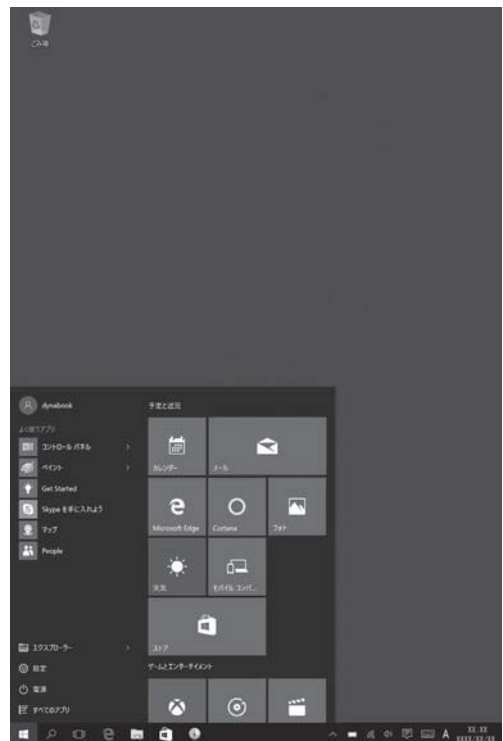 ごみ箱
dynabook
よく使うアプリ
コントロール パネル
ペイント
Get Started
Skype を手に入れよう
マップ
People
エクスプローラー
設定
電源
すべてのアプリ
予定と近況
カレンダー
メール
Microsoft Edge
Cortana
フォト
天気
モバイル コンパ...
ストア
ゲームとエンターテイメント
A
XX:XX
XXXX/XX/XX